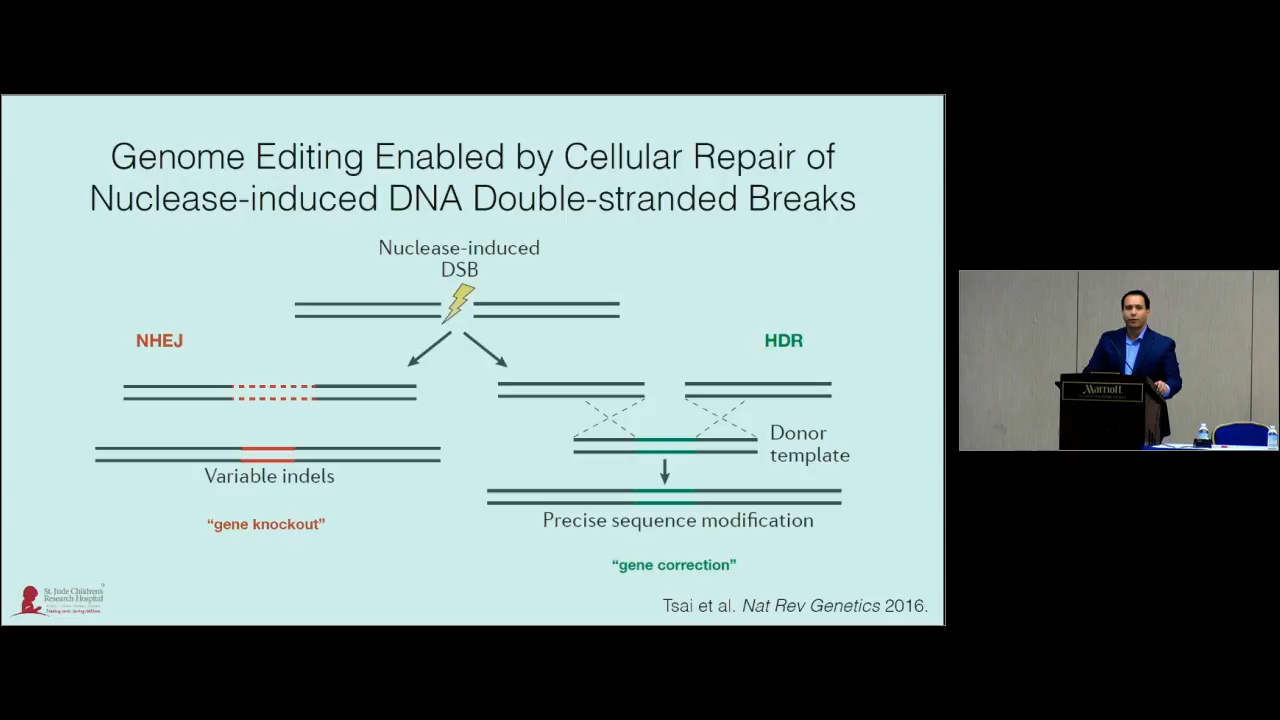 Genome Editing Enabled by Cellular Repair of
Nuclease-induced DNA Double-stranded Breaks
Nuclease-induced
DSB
NHEJ
HDR
Donor
template
Variable indels
Precise sequence modification
"gene knockout"
"gene correction"
St. Jude Children's
Research Hospital
Tsai et al. Nat Rev Genetics 2016.
Marriott